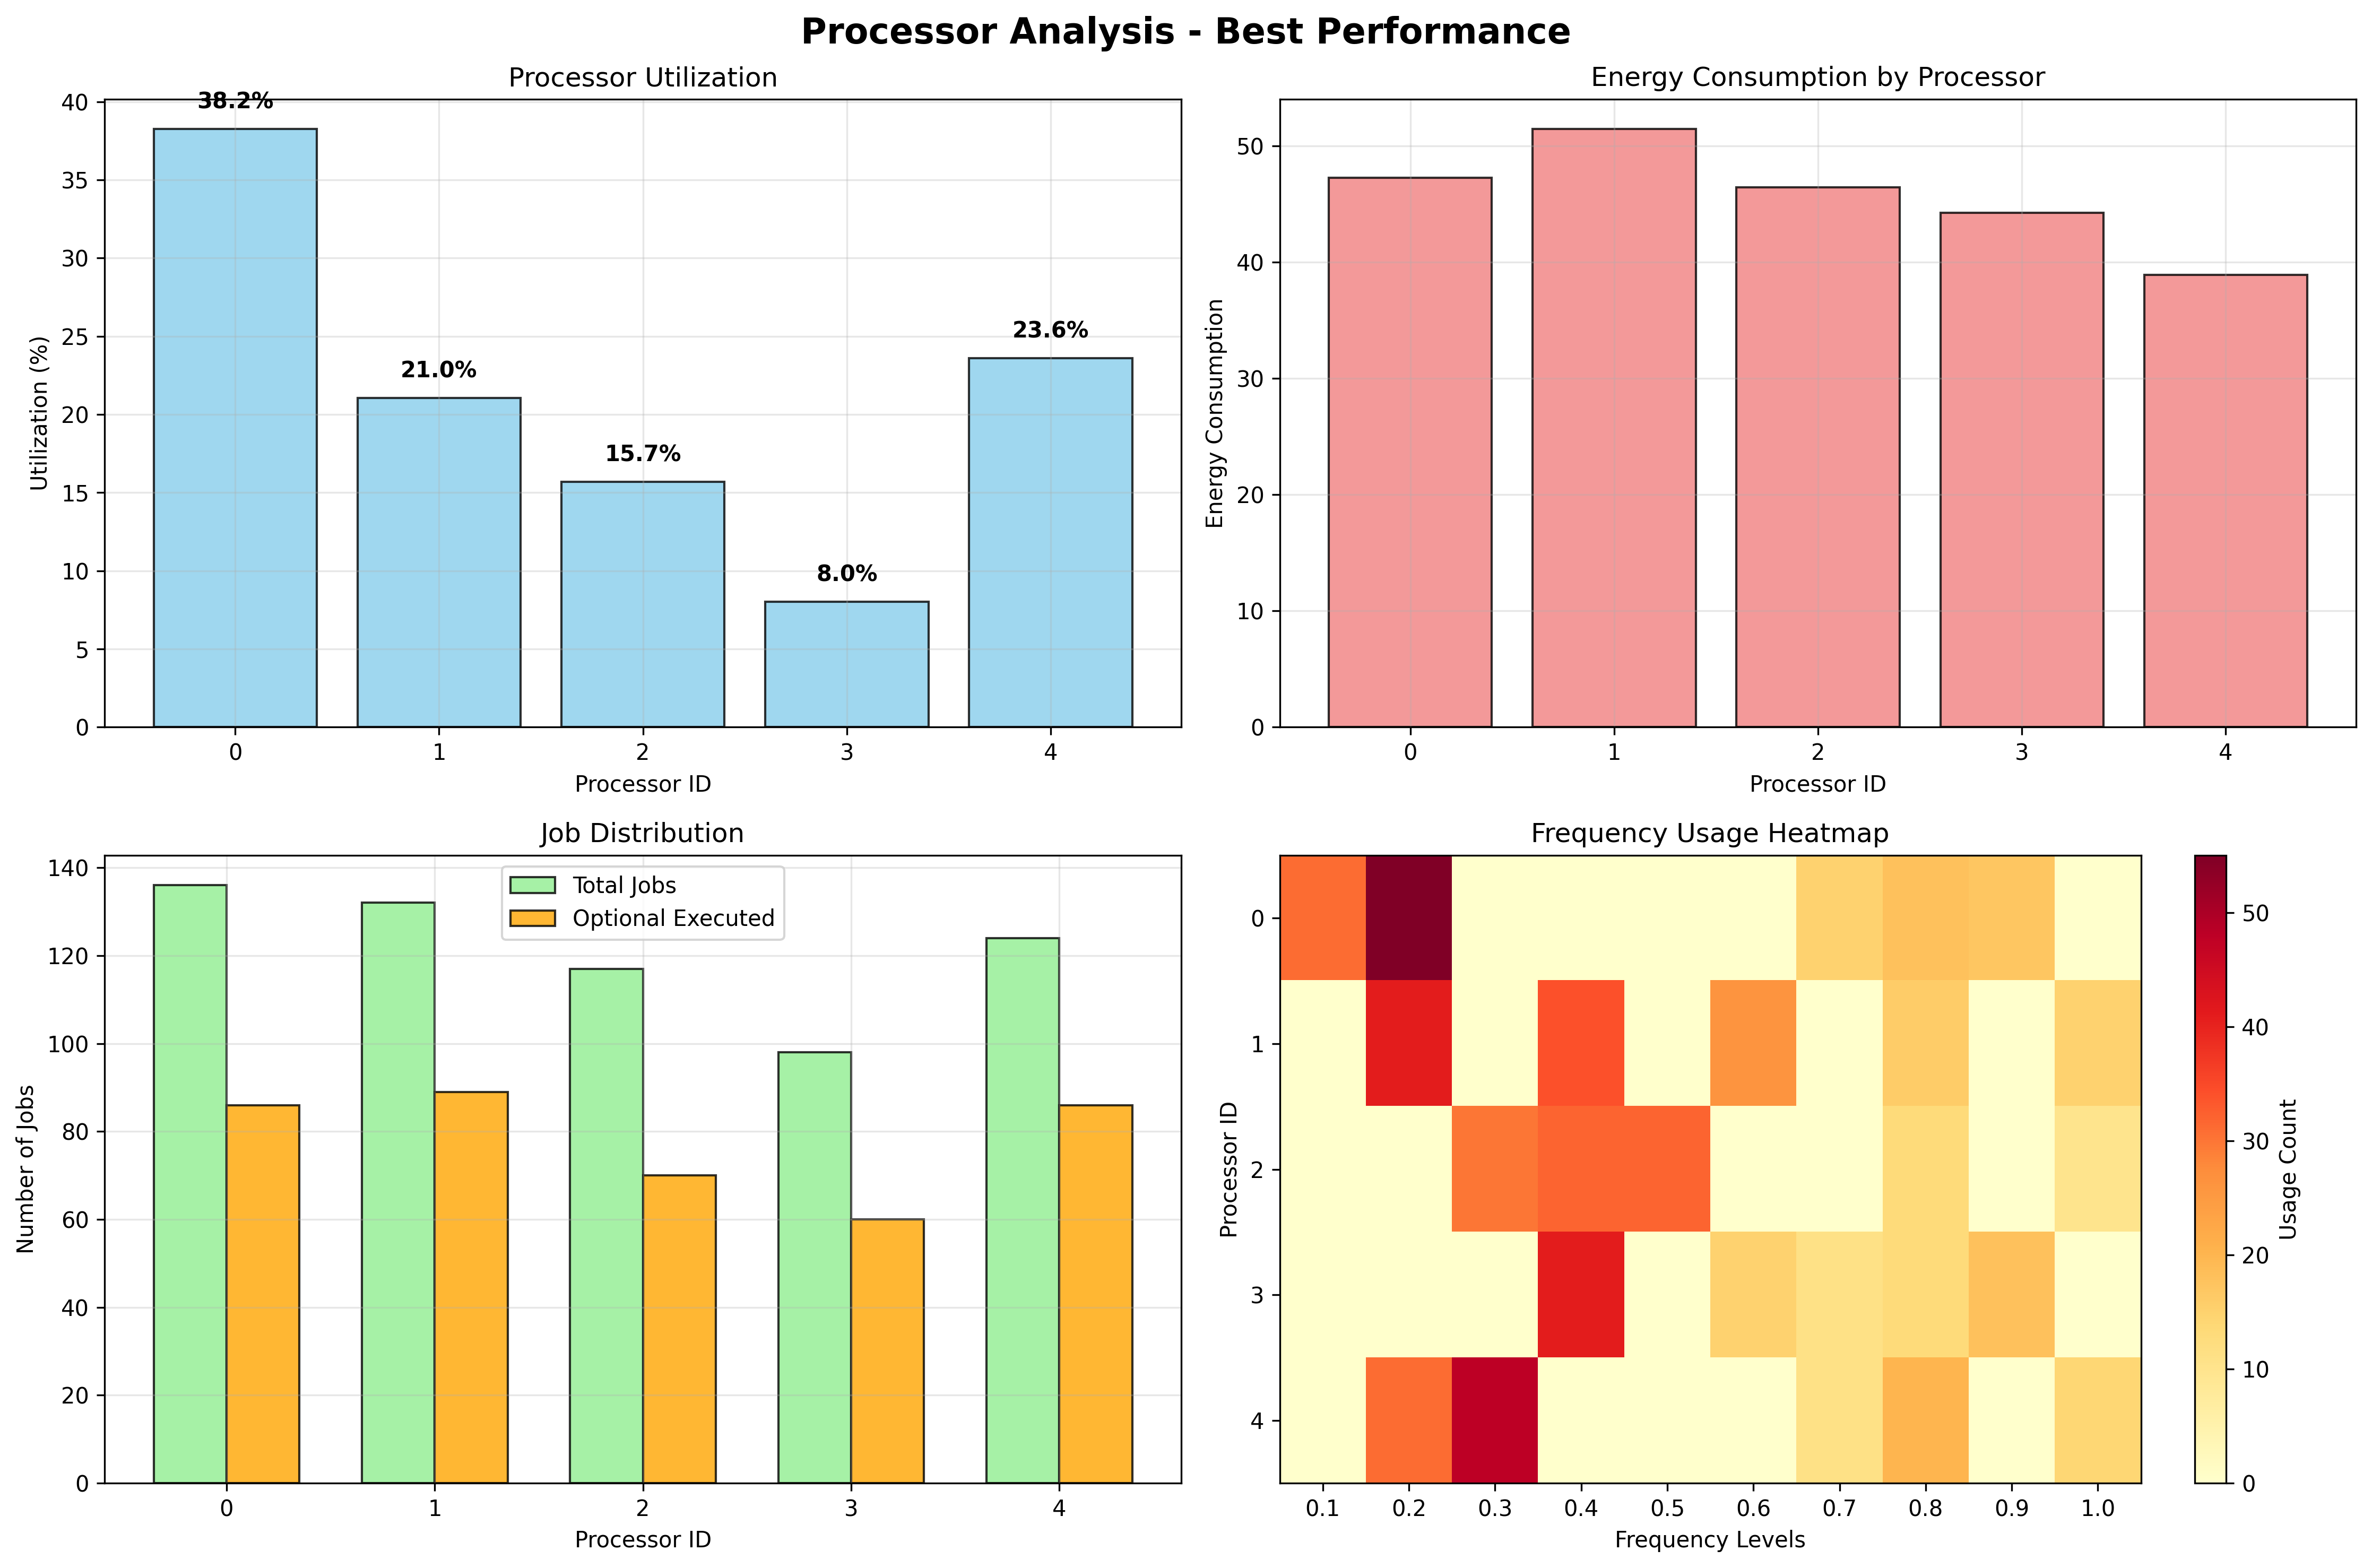 Processor Analysis - Best Performance
Processor Utilization
40
35
30
25
20
15
10
5
0
Utilization (%)
38.2%
21.0%
15.7%
8.0%
23.6%
0 1 2 3 4
Processor ID
Energy Consumption by Processor
50
40
30
20
10
0
Energy Consumption
0 1 2 3 4
Processor ID
Job Distribution
140
120
100
80
60
40
20
0
Number of Jobs
Total Jobs
Optional Executed
0 1 2 3 4
Processor ID
Frequency Usage Heatmap
0
1
2
3
4
Processor ID
0.1 0.2 0.3 0.4 0.5 0.6 0.7 0.8 0.9 1.0
Frequency Levels
50
40
30
20
10
0
Usage Count